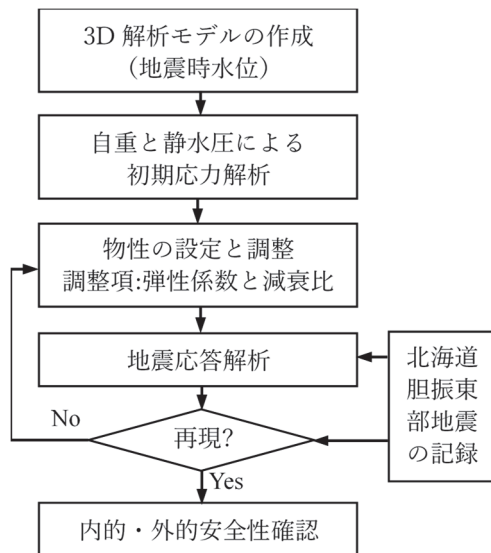 3D 解析モデルの作成
（地震時水位）
自重と静水圧による
初期応力解析
物性の設定と調整
調整項:弾性係数と減衰比
地震応答解析
北海道
胆振東
部地震
の記録
No
再現?
Yes
内的・外的安全性確認